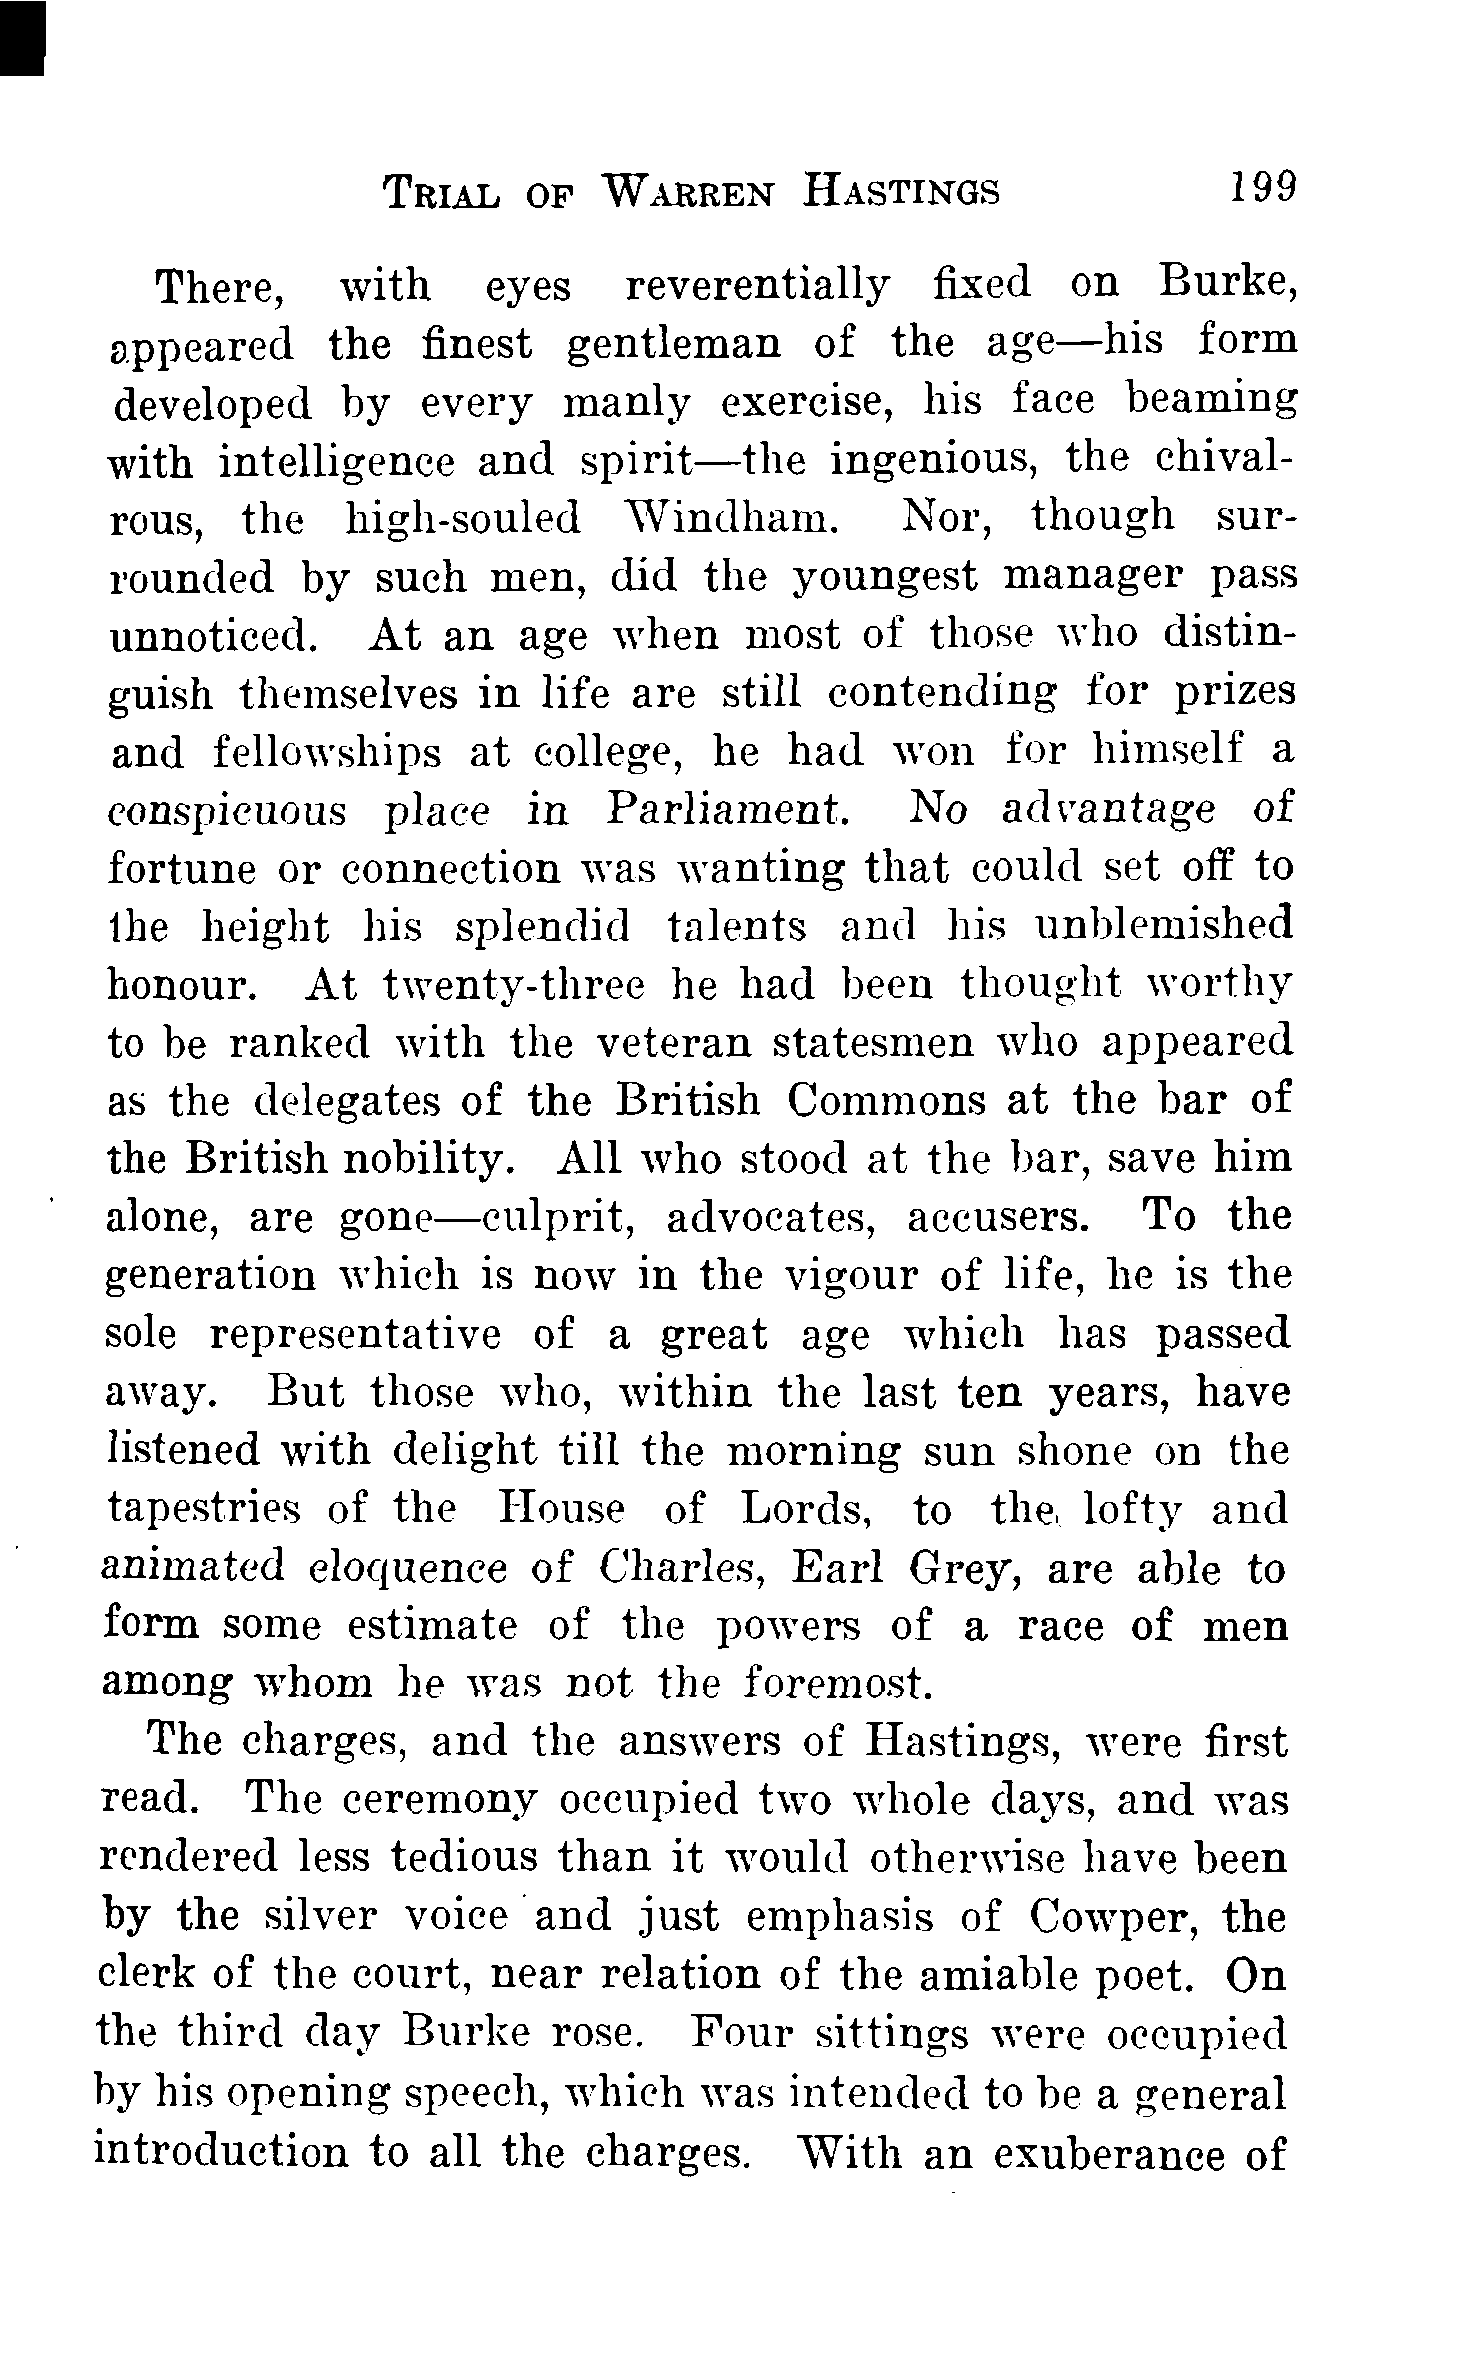 TRIAL OF WARREN HASTINGS 199
There, with eyes reverentially fixed on Burke,
appeared the finest gentleman of the age—his form
developed by every manly exercise, his face beaming
with intelligence and spirit—the ingenious, the chival-
rous, the high-souled Windham. Nor, though sur-
rounded by such men, did the youngest manager pass
unnoticed. At an age when most of those who distin-
guish themselves in life are still contending for prizes
and fellowships at college, he had won for himself a
conspicuous place in Parliament. No advantage of
fortune or connection was wanting that could set off to
the height his splendid talents and his unblemished
honour. At twenty-three he had been thought worthy
to be ranked with the veteran statesmen who appeared
as the delegates of the British Commons at the bar of
the British nobility. All who stood at the bar, save him
alone, are gone—culprit, advocates, accusers. To the
generation which is now in the vigour of life, he is the
sole representative of a great age which has passed
away. But those who, within the last ten years, have
listened with delight till the morning sun shone on the
tapestries of the House of Lords, to the lofty and
animated eloquence of Charles, Earl Grey, are able to
form some estimate of the powers of a race of men
among whom he was not the foremost.
The charges, and the answers of Hastings, were first
read. The ceremony occupied two whole days, and was
rendered less tedious than it would otherwise have been
by the silver voice and just emphasis of Cowper, the
clerk of the court, near relation of the amiable poet. On
the third day Burke rose. Four sittings were occupied
by his opening speech, which was intended to be a general
introduction to all the charges. With an exuberance of